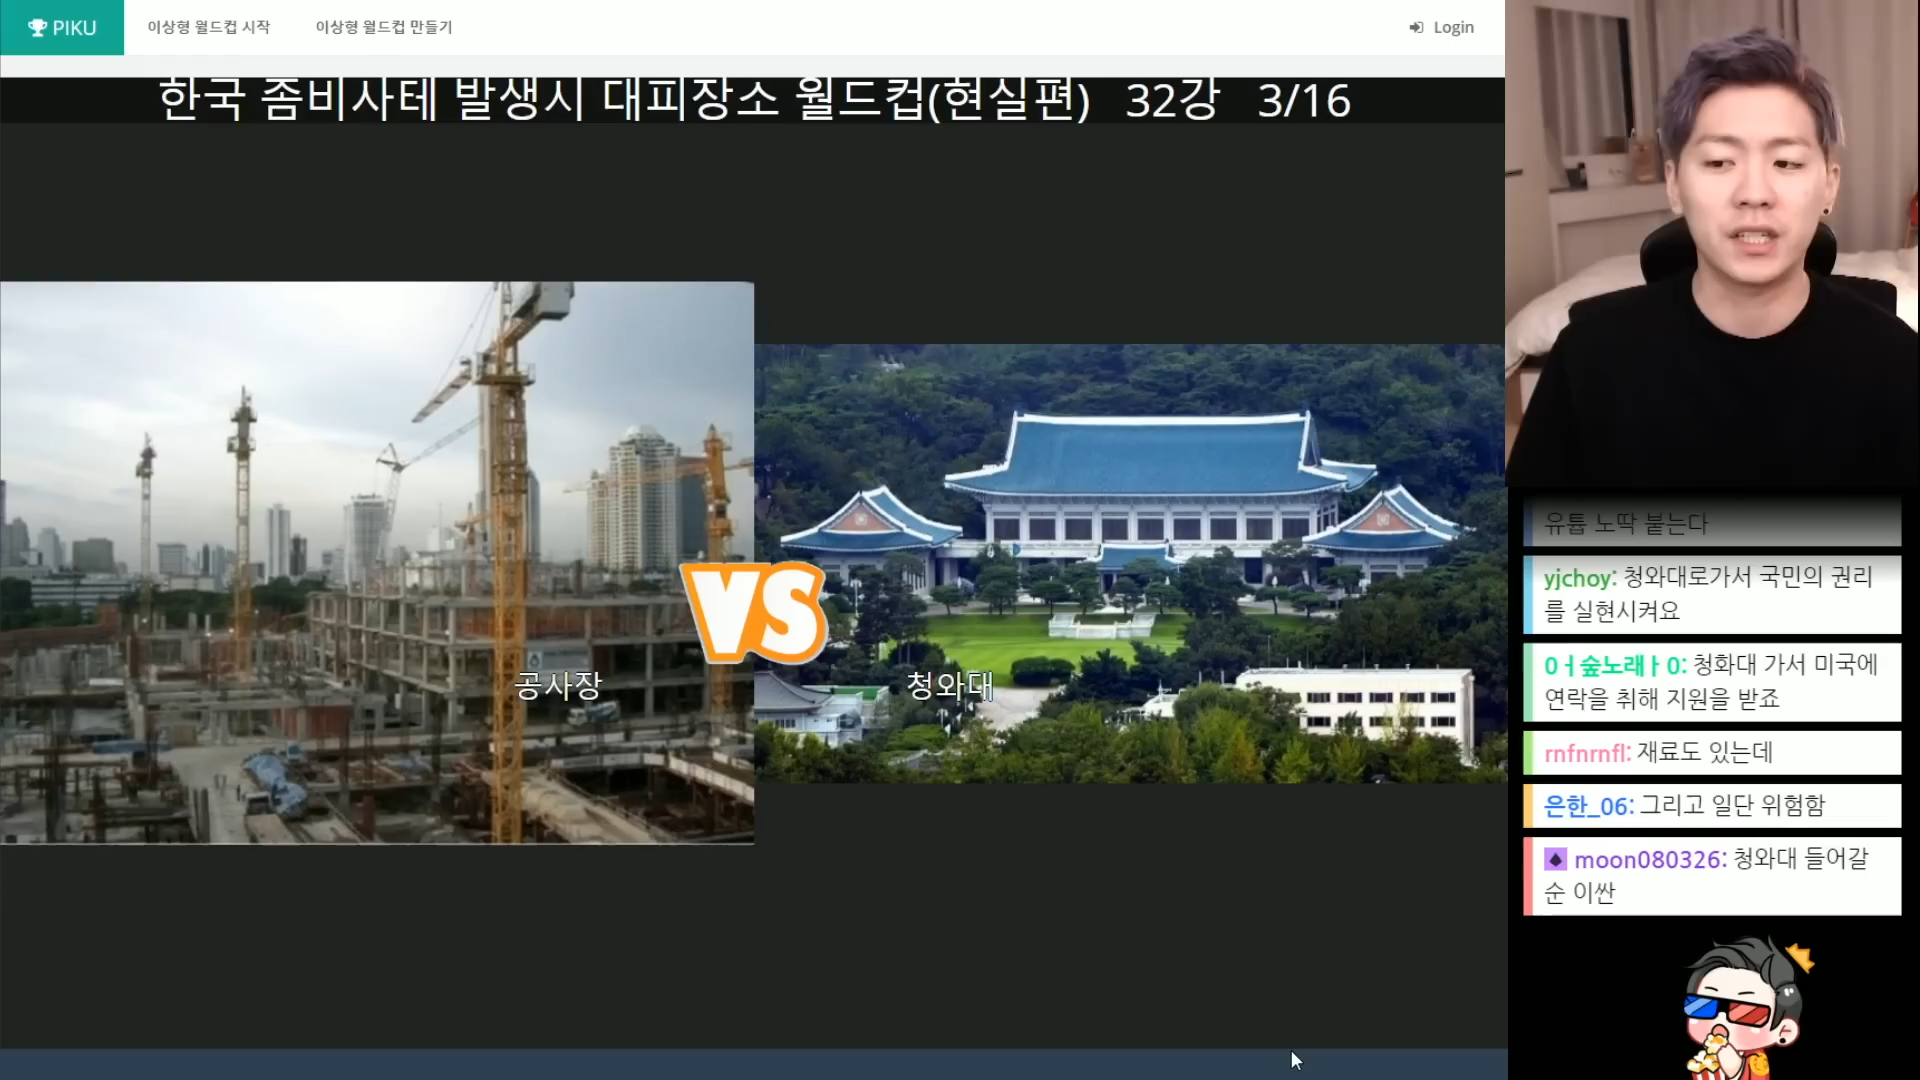 PIKU 이상형 월드컵 시작 이상형 월드컵 만들기 Login
한국 좀비사테 발생시 대피장소 월드컵(현실편) 32강 3/16
VS
공사장 청와대
유튭 노딱 붙는다
yjchoy: 청와대로가서 국민의 권리
를 실현시켜요
0ㅓ숲노래ㅏ0: 청화대 가서 미국에
연락을 취해 지원을 받죠
rnfnrnfl: 재료도 있는데
은한_06: 그리고 일단 위험함
moon080326: 청와대 들어갈
순 이싼